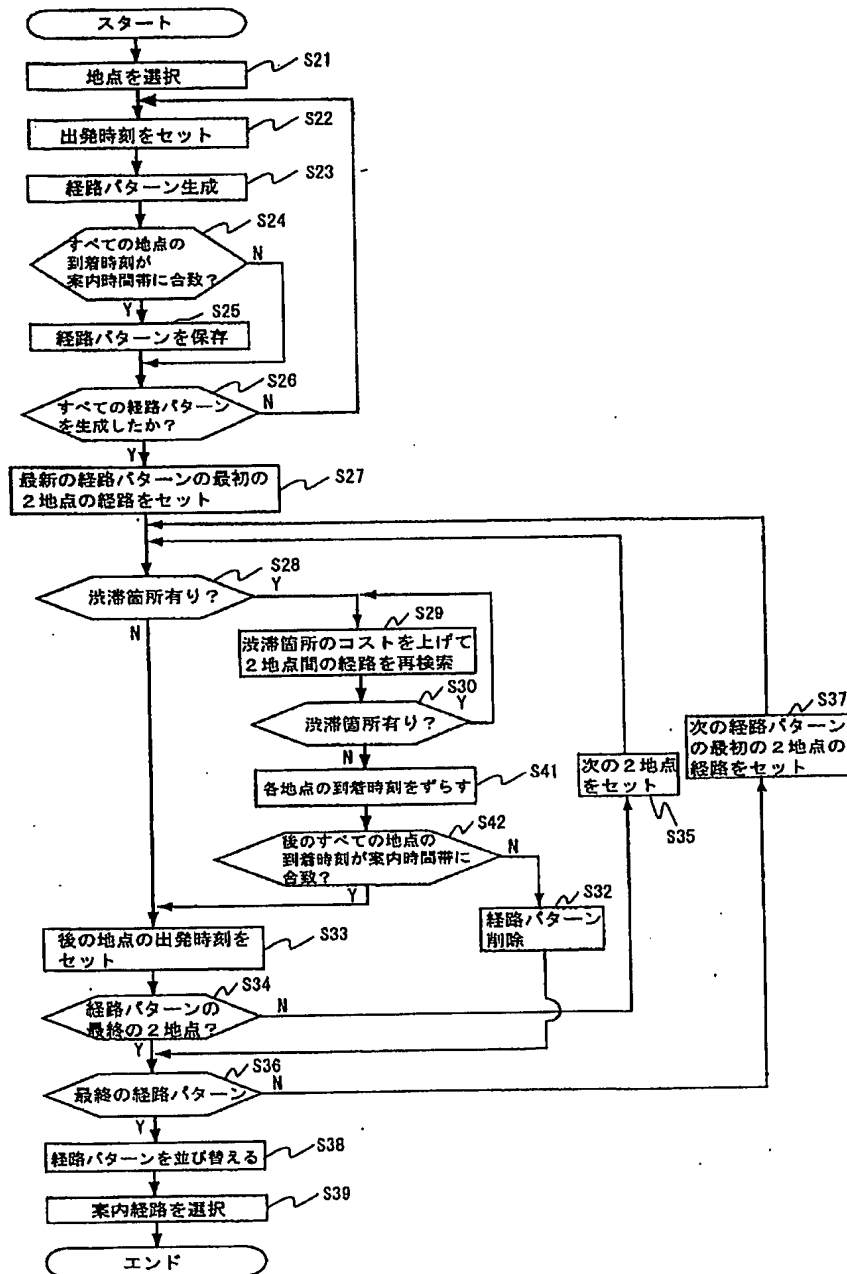 スタート
S21
地点を選択
S22
出発時刻をセット
S23
経路パターン生成
S24
すべての地点の
到着時刻が
案内時間帯に合致？
N
Y
S25
経路パターンを保存
S26
すべての経路パターン
を生成したか？
N
Y
S27
最新の経路パターンの最初の
２地点の経路をセット
S28
渋滞箇所有り？
Y
N
S29
渋滞箇所のコストを上げて
２地点間の経路を再検索
S30
渋滞箇所有り？
Y
N
S41
各地点の到着時刻をずらす
S42
後のすべての地点の
到着時刻が案内時間帯に
合致？
N
Y
S32
経路パターン
削除
S33
後の地点の出発時刻を
セット
S34
経路パターンの
最終の２地点？
N
Y
S35
次の２地点
をセット
S36
最終の経路パターン
N
Y
S37
次の経路パターン
の最初の２地点の
経路をセット
S38
経路パターンを並び替える
S39
案内経路を選択
エンド